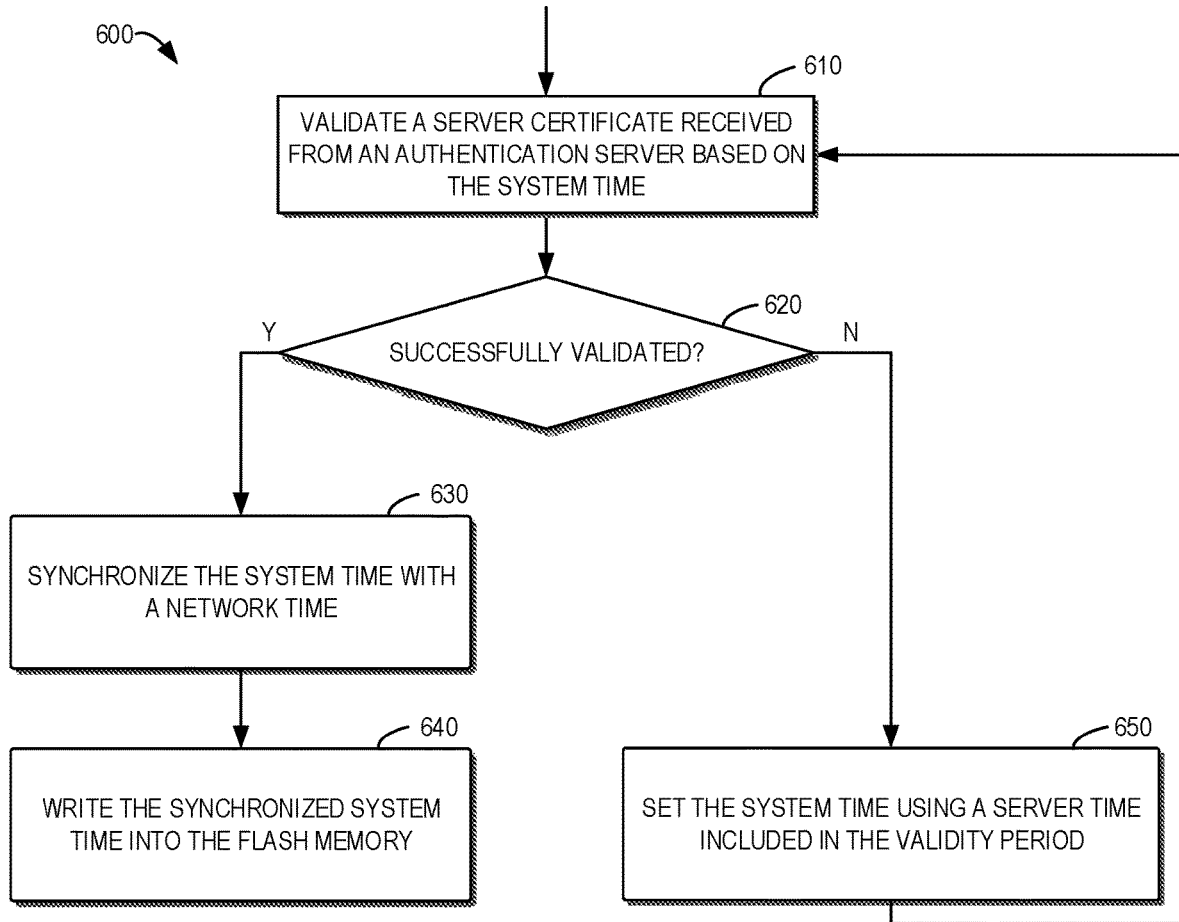 600
610
VALIDATE A SERVER CERTIFICATE RECEIVED
FROM AN AUTHENTICATION SERVER BASED ON
THE SYSTEM TIME
620
Y
N
SUCCESSFULLY VALIDATED?
630
SYNCHRONIZE THE SYSTEM TIME WITH
A NETWORK TIME
640
WRITE THE SYNCHRONIZED SYSTEM
TIME INTO THE FLASH MEMORY
650
SET THE SYSTEM TIME USING A SERVER TIME
INCLUDED IN THE VALIDITY PERIOD